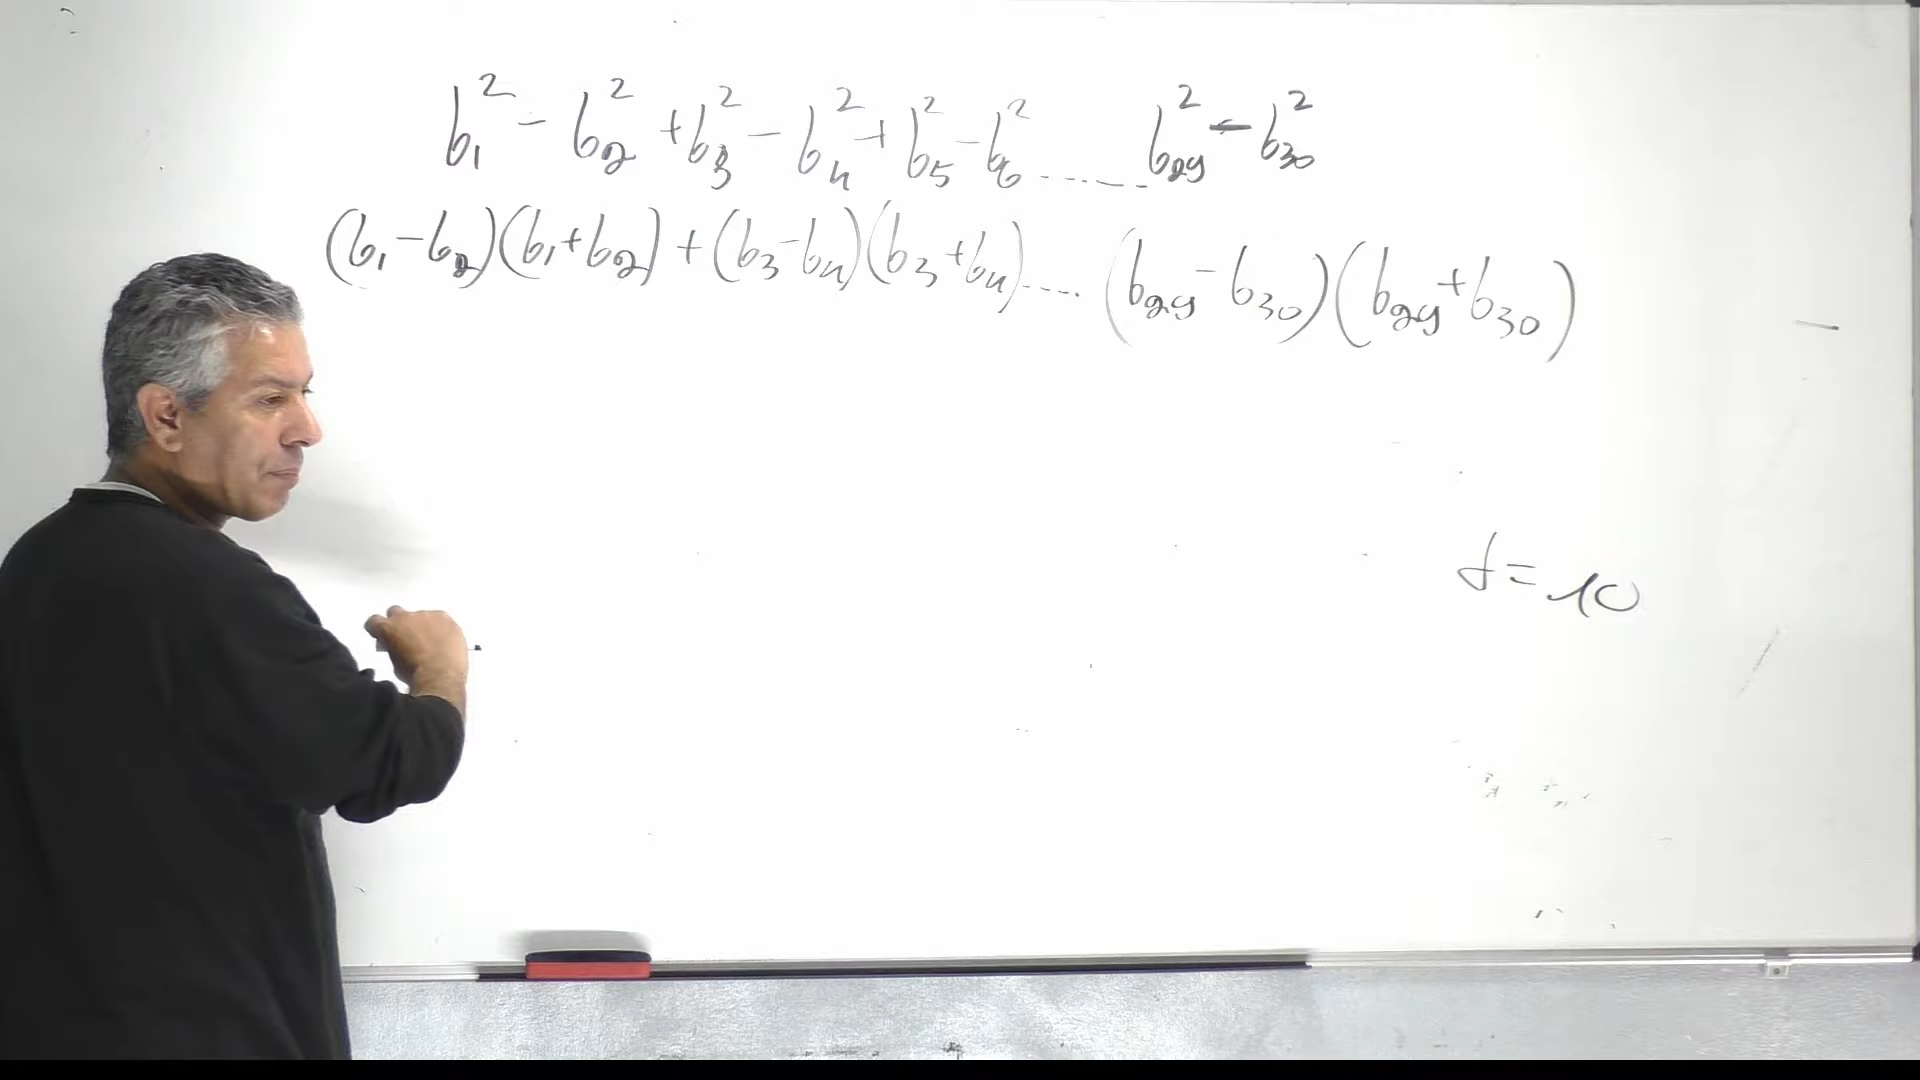 b₁² - b₂² + b₃² - b₄² + b₅² - b₆² ....... b₂₉² - b₃₀²
(b₁ - b₂)(b₁ + b₂) + (b₃ - b₄)(b₃ + b₄) ..... (b₂₉ - b₃₀)(b₂₉ + b₃₀)
d = 10